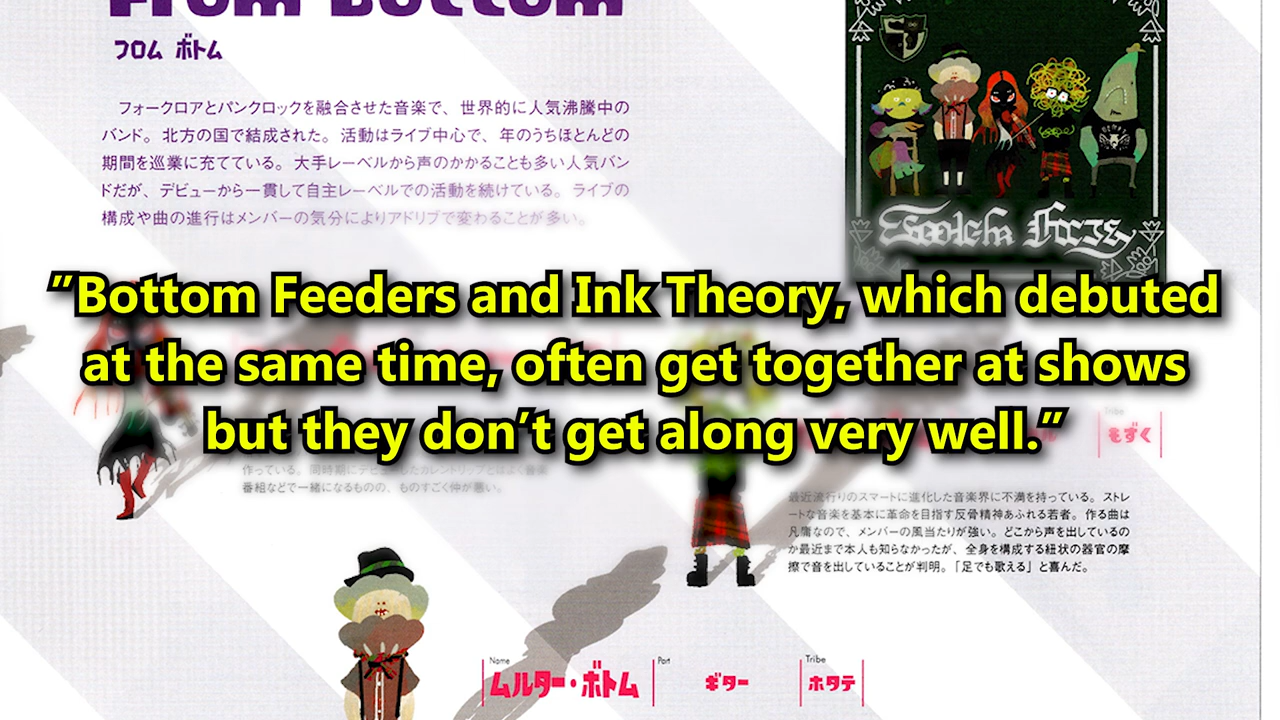 From Bottom
フロム ボトム
フォークロアとパンクロックを融合させた音楽で、世界的に人気沸騰中の
バンド。北方の国で結成された。活動はライブ中心で、年のうちほとんどの
期間を巡業に充てている。大手レーベルから声のかかることも多い人気バン
ドだが、デビューから一貫して自主レーベルでの活動を続けている。ライブの
構成や曲の進行はメンバーの気分によりアドリブで変わることが多い。
"Bottom Feeders and Ink Theory, which debuted
at the same time, often get together at shows
but they don't get along very well."
Tribe
もずく
作っている。同時期にデビューしたカレントリップとはよく音楽
番組などで一緒になるものの、ものすごく仲が悪い。
最近流行りのスマートに進化した音楽界に不満を持っている。ストレ
ートな音楽を基本に革命を目指す反骨精神あふれる若者。作る曲は
凡庸なので、メンバーの風当たりが強い。どこから声を出しているの
か最近まで本人も知らなかったが、全身を構成する紐状の器官の摩
擦で音を出していることが判明。「足でも歌える」と喜んだ。
Name Part Tribe
ムルター・ボトム ギター ホタテ